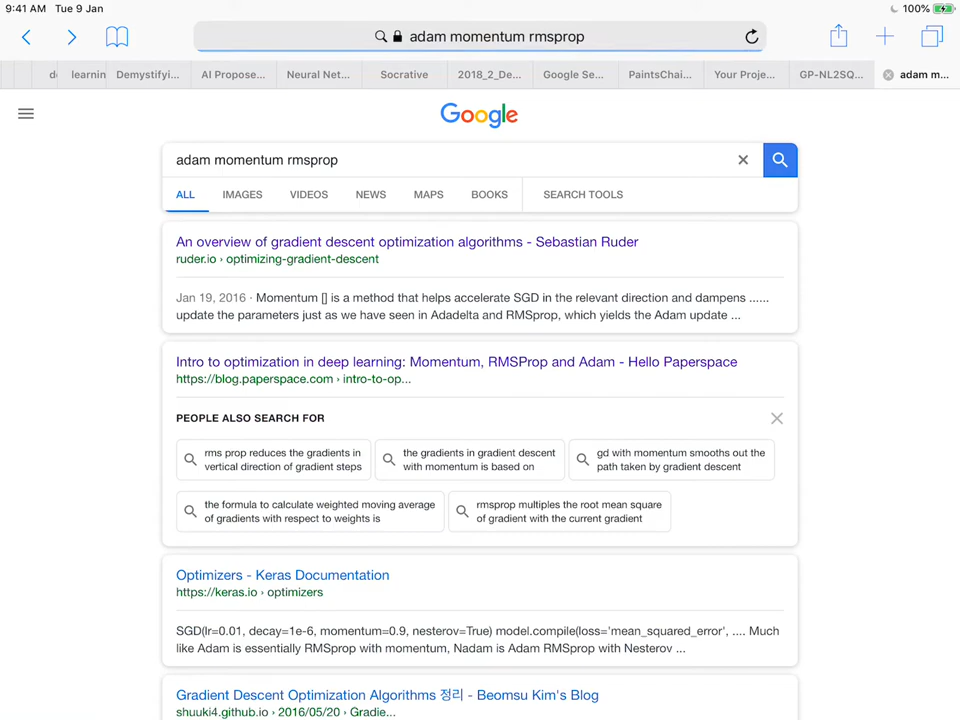 9:41 AM Tue 9 Jan 100%
adam momentum rmsprop
de learnin Demystifyi... AI Propose... Neural Net... Socrative 2018_2_De... Google Se... PaintsChai... Your Proje... GP-NL2SQ... adam m...
Google
adam momentum rmsprop
ALL IMAGES VIDEOS NEWS MAPS BOOKS SEARCH TOOLS
An overview of gradient descent optimization algorithms - Sebastian Ruder
ruder.io › optimizing-gradient-descent
Jan 19, 2016 - Momentum [] is a method that helps accelerate SGD in the relevant direction and dampens ......
update the parameters just as we have seen in Adadelta and RMSprop, which yields the Adam update ...
Intro to optimization in deep learning: Momentum, RMSProp and Adam - Hello Paperspace
https://blog.paperspace.com › intro-to-op...
PEOPLE ALSO SEARCH FOR
rms prop reduces the gradients in
vertical direction of gradient steps
the gradients in gradient descent
with momentum is based on
gd with momentum smooths out the
path taken by gradient descent
the formula to calculate weighted moving average
of gradients with respect to weights is
rmsprop multiples the root mean square
of gradient with the current gradient
Optimizers - Keras Documentation
https://keras.io › optimizers
SGD(lr=0.01, decay=1e-6, momentum=0.9, nesterov=True) model.compile(loss='mean_squared_error', .... Much
like Adam is essentially RMSprop with momentum, Nadam is Adam RMSprop with Nesterov ...
Gradient Descent Optimization Algorithms 정리 - Beomsu Kim's Blog
shuuki4.github.io › 2016/05/20 › Gradie...